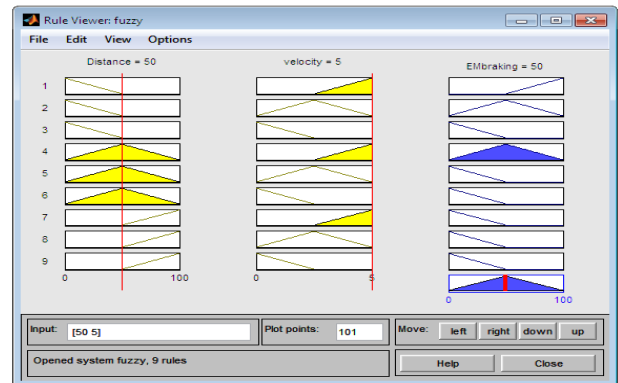 Rule Viewer: fuzzy
File Edit View Options
Distance = 50 velocity = 5 EMbraking = 50
1
2
3
4
5
6
7
8
9
0 100 0 5
0 100
Input: [50 5] Plot points: 101 Move: left right down up
Opened system fuzzy, 9 rules Help Close